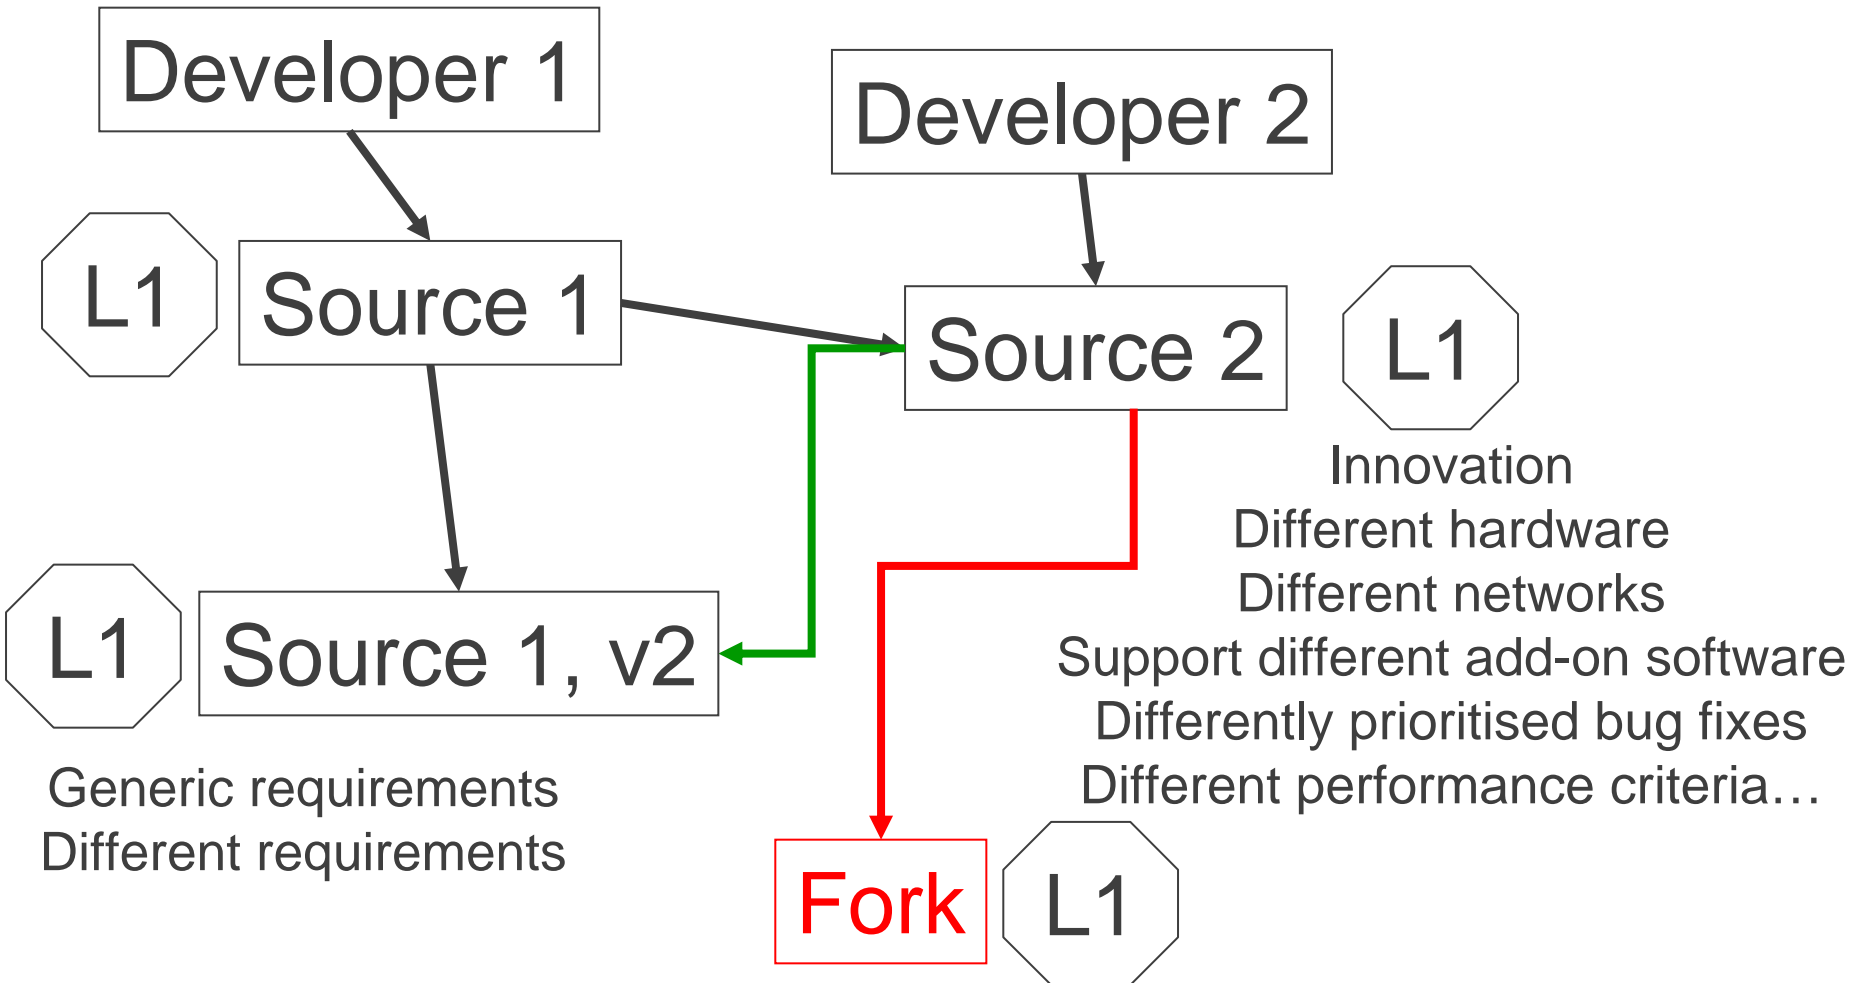 Developer 1
Developer 2
L1
Source 1
Source 2
L1
Innovation
Different hardware
Different networks
Support different add-on software
Differently prioritised bug fixes
Different performance criteria…
L1
Source 1, v2
Generic requirements
Different requirements
Fork
L1